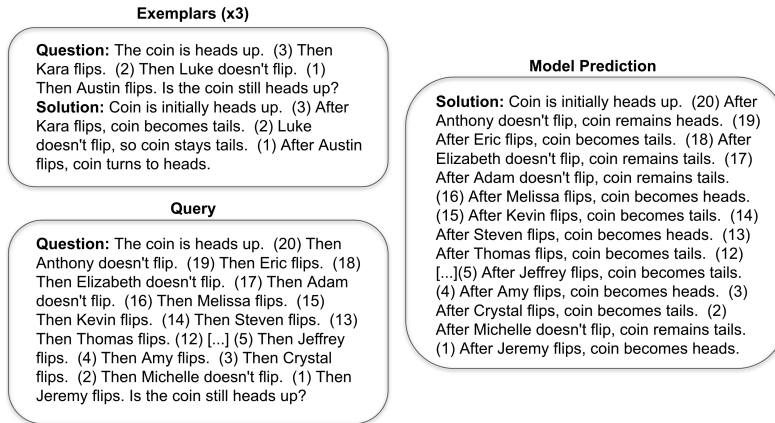 Exemplars (x3)
Question: The coin is heads up. (3) Then
Kara flips. (2) Then Luke doesn't flip. (1)
Then Austin flips. Is the coin still heads up?
Solution: Coin is initially heads up. (3) After
Kara flips, coin becomes tails. (2) Luke
doesn't flip, so coin stays tails. (1) After Austin
flips, coin turns to heads.
Query
Question: The coin is heads up. (20) Then
Anthony doesn't flip. (19) Then Eric flips. (18)
Then Elizabeth doesn't flip. (17) Then Adam
doesn't flip. (16) Then Melissa flips. (15)
Then Kevin flips. (14) Then Steven flips. (13)
Then Thomas flips. (12) [...] (5) Then Jeffrey
flips. (4) Then Amy flips. (3) Then Crystal
flips. (2) Then Michelle doesn't flip. (1) Then
Jeremy flips. Is the coin still heads up?
Model Prediction
Solution: Coin is initially heads up. (20) After
Anthony doesn't flip, coin remains heads. (19)
After Eric flips, coin becomes tails. (18) After
Elizabeth doesn't flip, coin remains tails. (17)
After Adam doesn't flip, coin remains tails.
(16) After Melissa flips, coin becomes heads.
(15) After Kevin flips, coin becomes tails. (14)
After Steven flips, coin becomes heads. (13)
After Thomas flips, coin becomes tails. (12)
[...](5) After Jeffrey flips, coin becomes tails.
(4) After Amy flips, coin becomes heads. (3)
After Crystal flips, coin becomes tails. (2)
After Michelle doesn't flip, coin remains tails.
(1) After Jeremy flips, coin becomes heads.